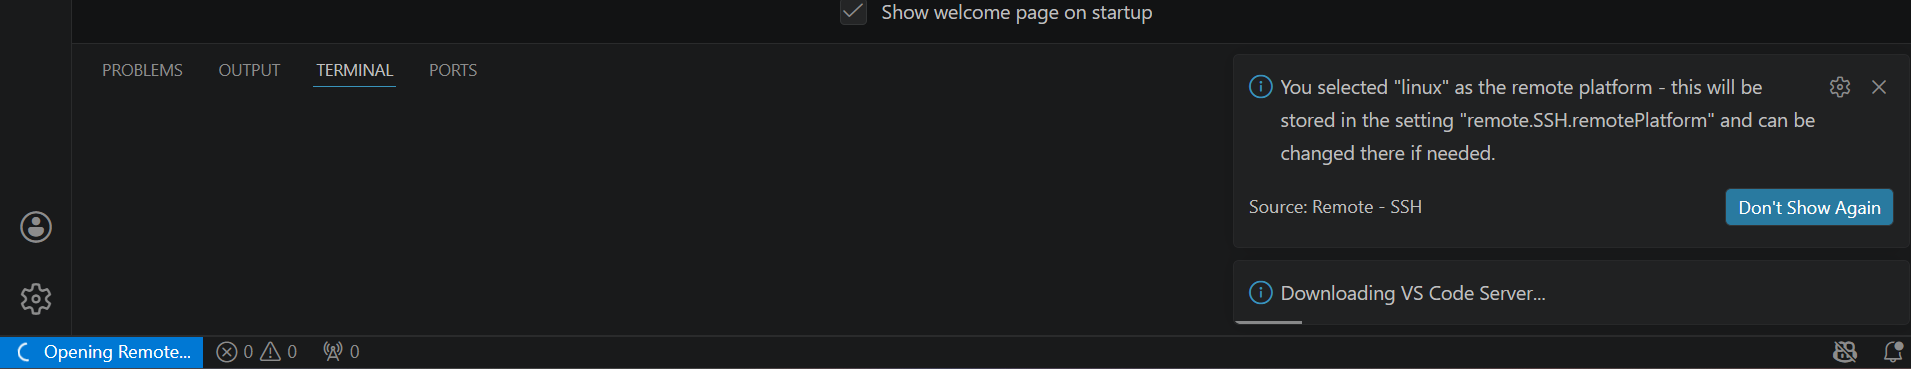 Show welcome page on startup
PROBLEMS OUTPUT TERMINAL PORTS
You selected "linux" as the remote platform - this will be
stored in the setting "remote.SSH.remotePlatform" and can be
changed there if needed.
Source: Remote - SSH
Don't Show Again
Downloading VS Code Server...
Opening Remote... 0 0 0